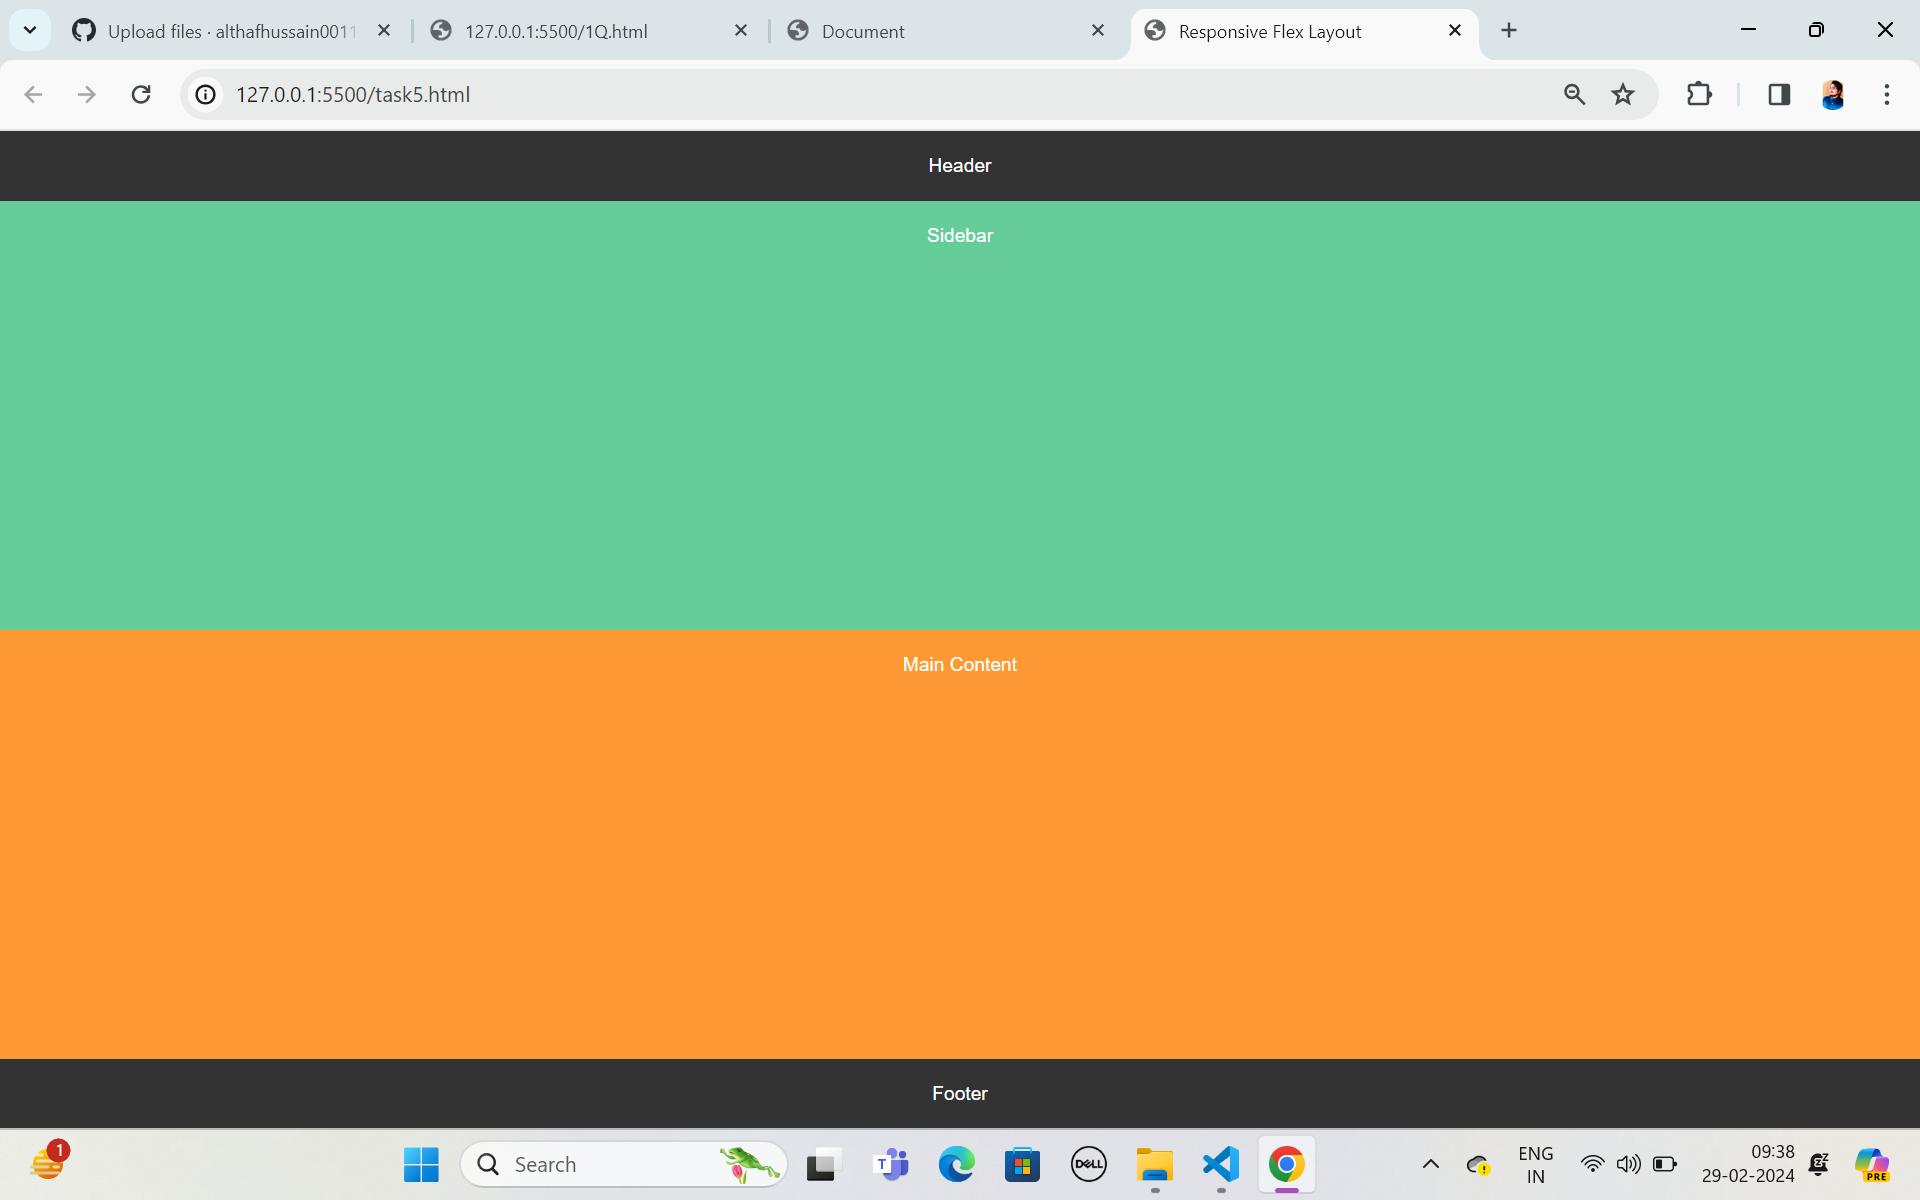 Upload files · althafhussain0011
127.0.0.1:5500/1Q.html
Document
Responsive Flex Layout
127.0.0.1:5500/task5.html
Header
Sidebar
Main Content
Footer
1
Search
T
DELL
ENG
IN
09:38
29-02-2024
PRE